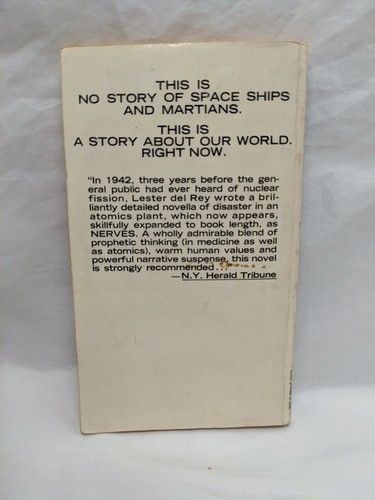 THIS IS
NO STORY OF SPACE SHIPS
AND MARTIANS.
THIS IS
A STORY ABOUT OUR WORLD.
RIGHT NOW.
"In 1942, three years before the gen-
eral public had ever heard of nuclear
fission, Lester del Rey wrote a bril-
liantly detailed novella of disaster in an
atomics plant, which now appears,
skillfully expanded to book length, as
NERVES. A wholly admirable blend of
prophetic thinking (in medicine as well
as atomics), warm human values and
powerful narrative suspense, this novel
is strongly recommended...
—N.Y. Herald Tribune